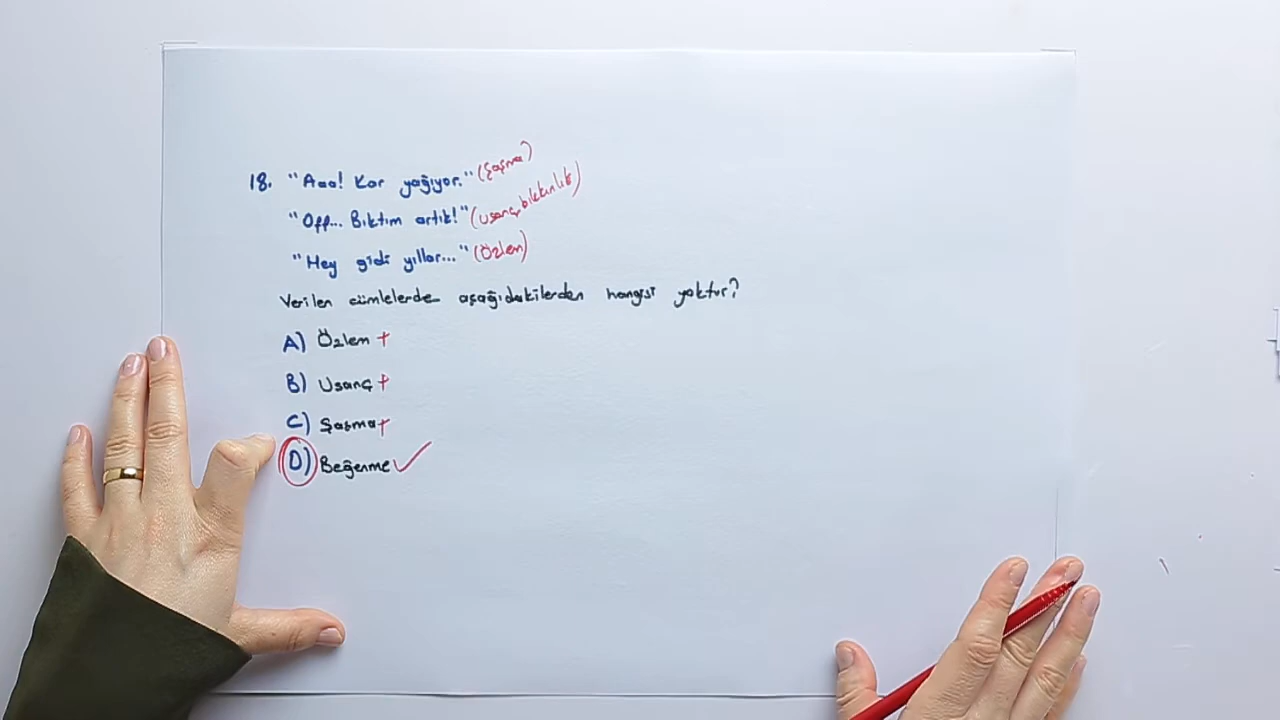 18. "Aaa! Kar yağıyor." (Şaşma)
"Off... Bıktım artık!" (usanç, bıkkınlık)
"Hey gidi yıllar..." (Özlem)
Verilen cümlelerde aşağıdakilerden hangisi yoktur?
A) Özlem +
B) Usanç +
C) Şaşma +
D) Beğenme ✓